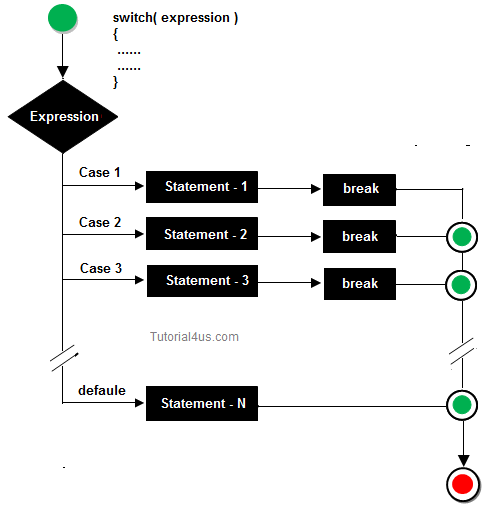 switch( expression )
{
......
......
}
Expression
Case 1
Statement - 1
break
Case 2
Statement - 2
break
Case 3
Statement - 3
break
Tutorial4us.com
defaule
Statement - N